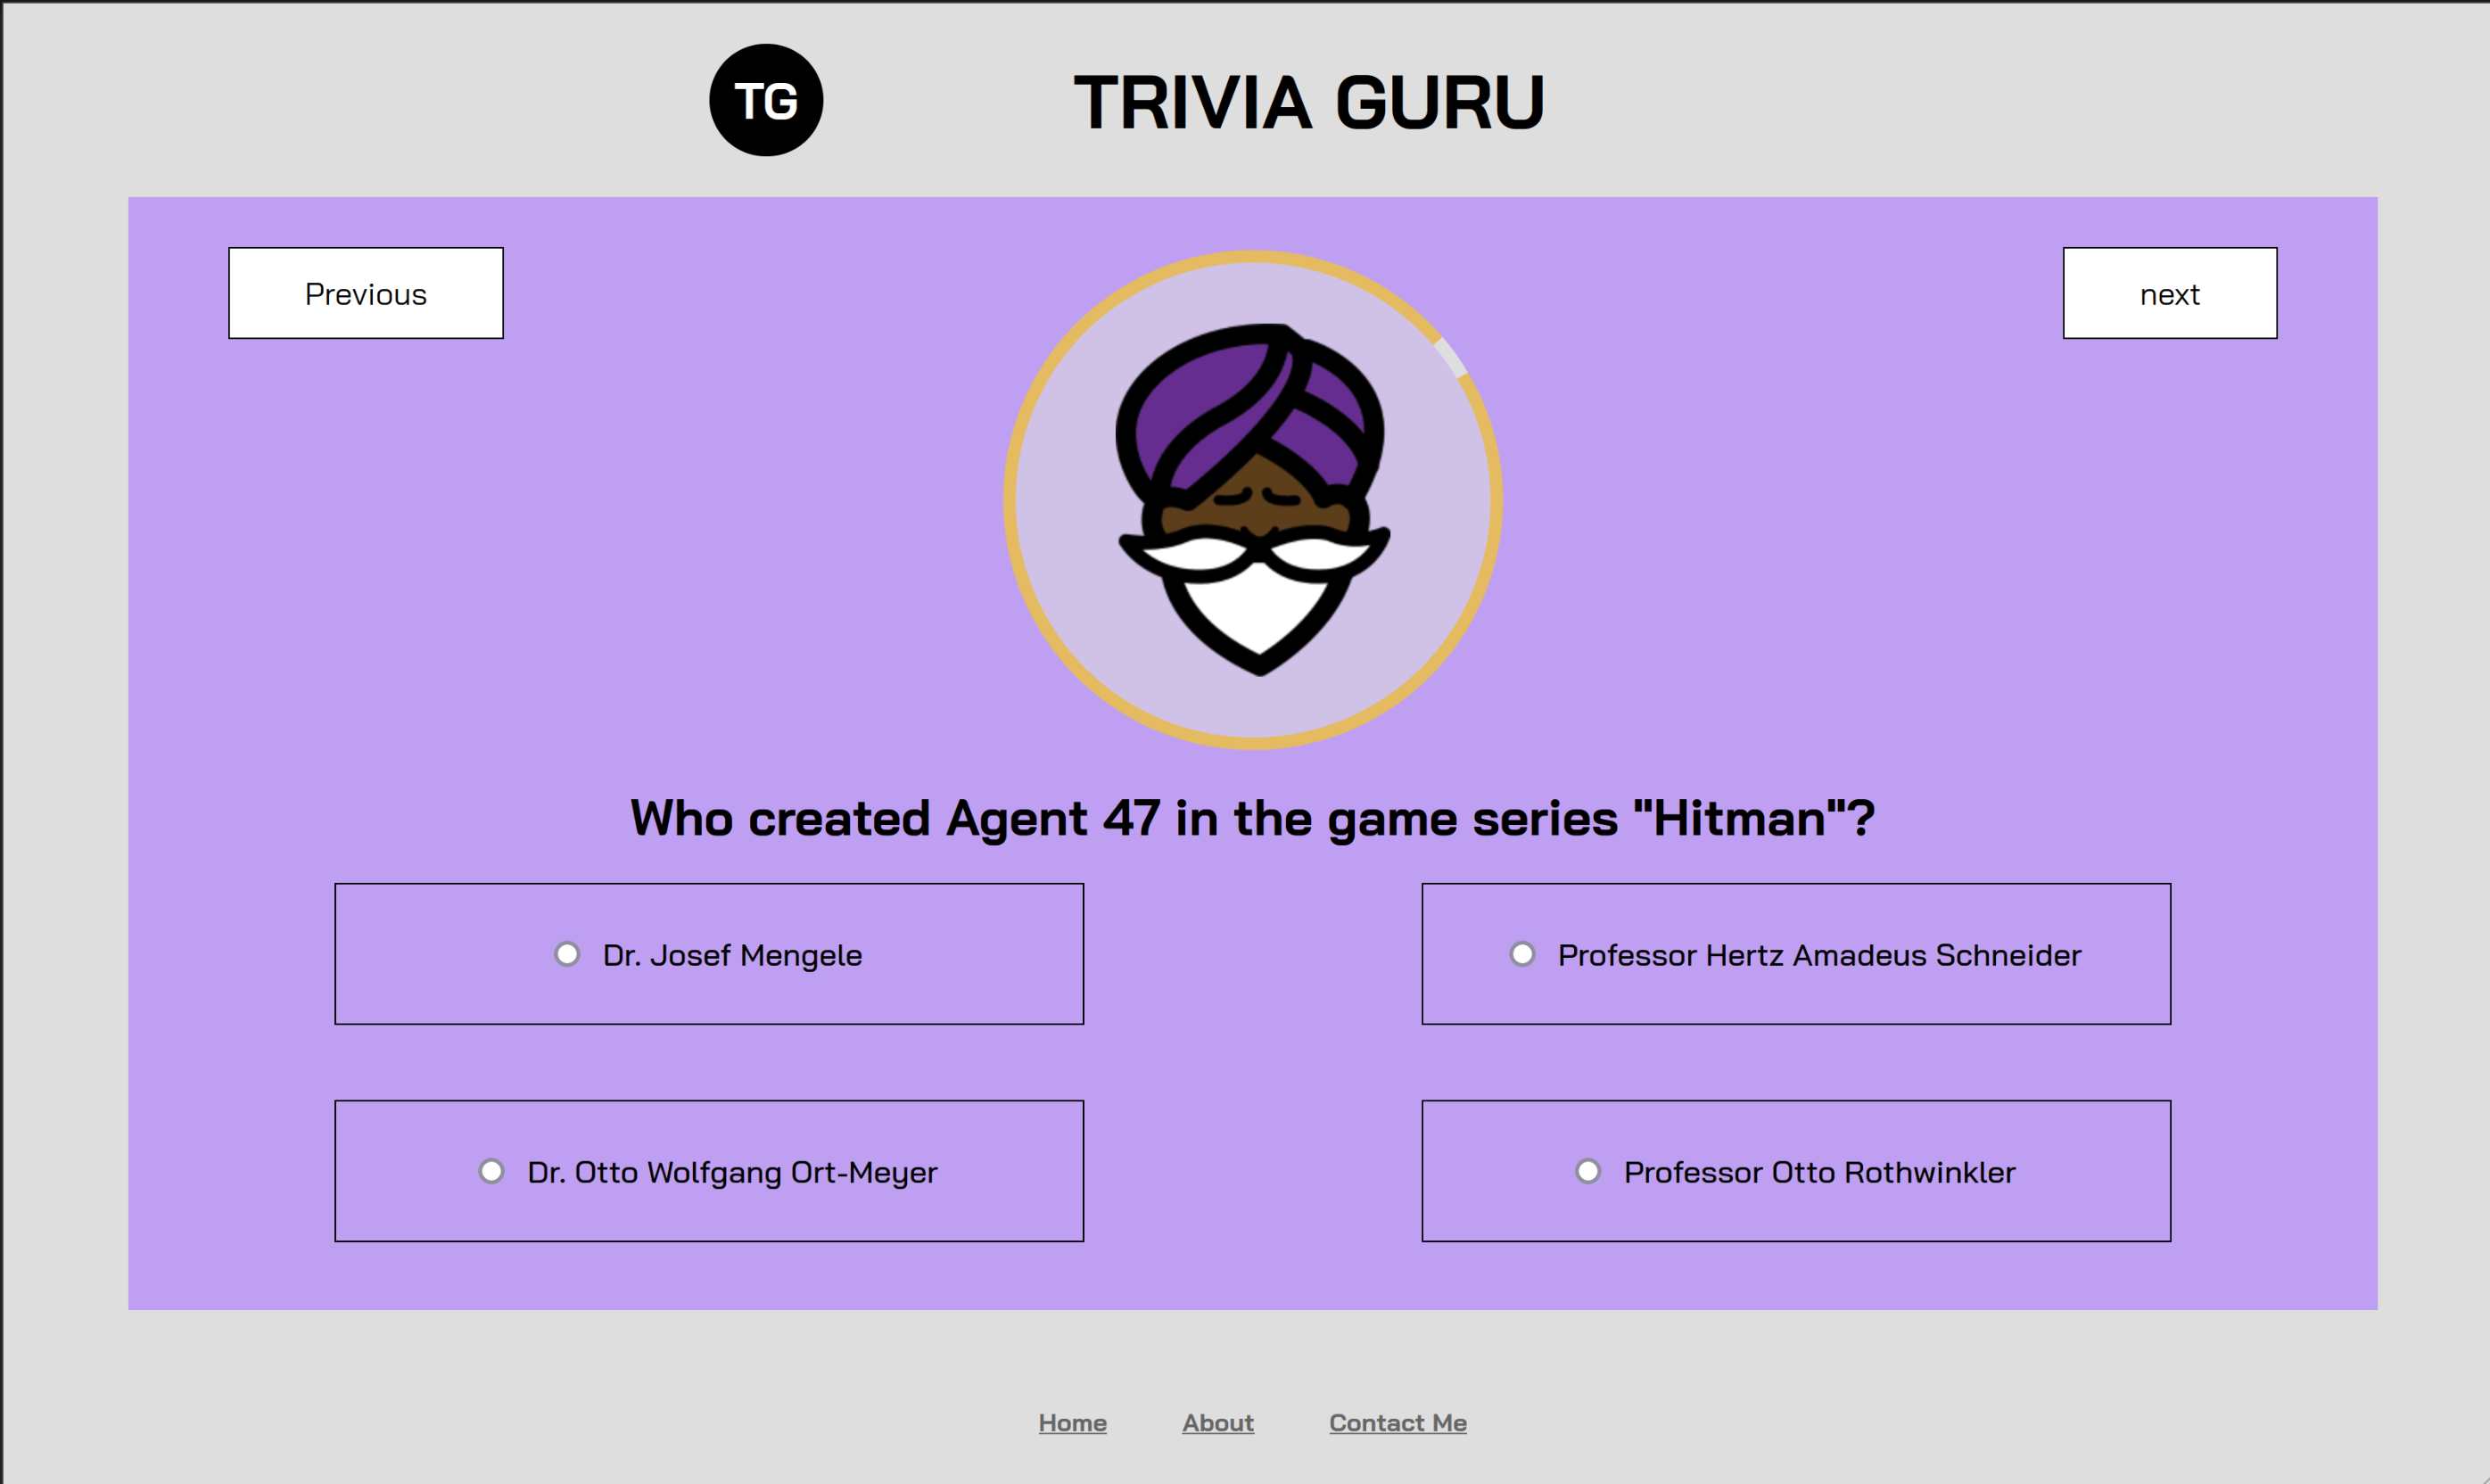 TG
TRIVIA GURU
Previous
next
Who created Agent 47 in the game series "Hitman"?
Dr. Josef Mengele
Professor Hertz Amadeus Schneider
Dr. Otto Wolfgang Ort-Meyer
Professor Otto Rothwinkler
Home
About
Contact Me